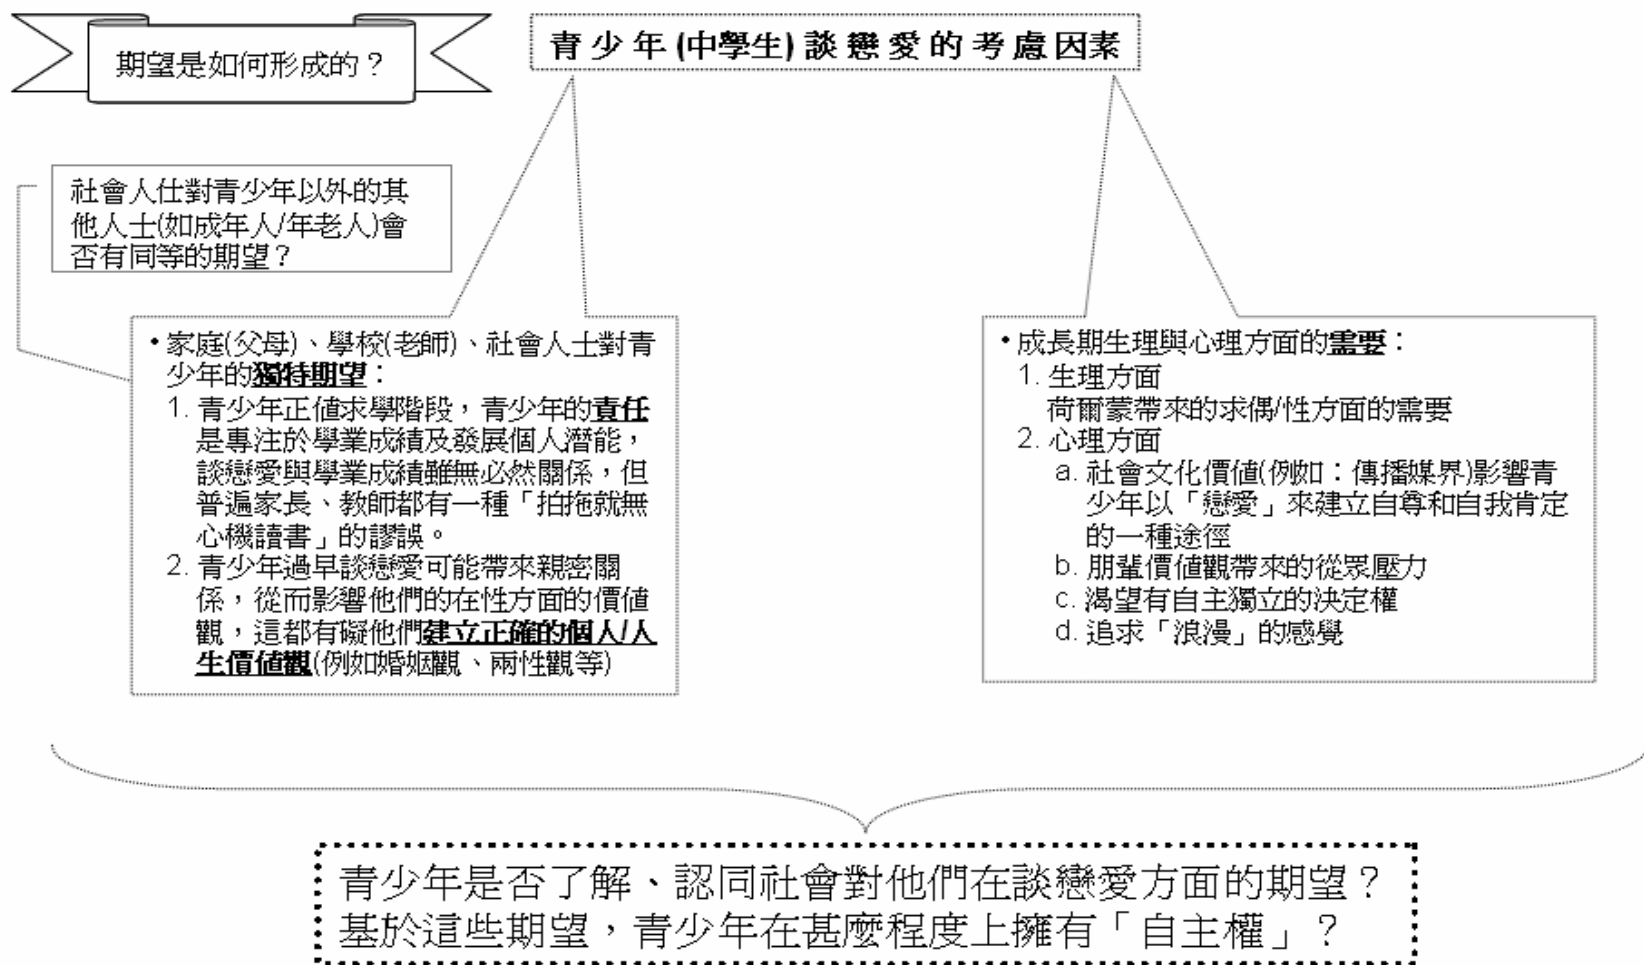 期望是如何形成的？
青少年(中學生)談戀愛的考慮因素
社會人仕對青少年以外的其
他人士(如成年人/年老人)會
否有同等的期望？
•家庭(父母)、學校(老師)、社會人士對青
少年的獨特期望：
1. 青少年正值求學階段，青少年的責任
是專注於學業成績及發展個人潛能，
談戀愛與學業成績雖無必然關係，但
普遍家長、教師都有一種「拍拖就無
心機讀書」的謬誤。
2. 青少年過早談戀愛可能帶來親密關
係，從而影響他們的在性方面的價值
觀，這都有礙他們建立正確的個人/人
生價值觀(例如婚姻觀、兩性觀等)
•成長期生理與心理方面的需要：
1. 生理方面
荷爾蒙帶來的求偶/性方面的需要
2. 心理方面
a. 社會文化價值(例如：傳播媒界)影響青
少年以「戀愛」來建立自尊和自我肯定
的一種途徑
b. 朋輩價值觀帶來的從眾壓力
c. 渴望有自主獨立的決定權
d. 追求「浪漫」的感覺
青少年是否了解、認同社會對他們在談戀愛方面的期望？
基於這些期望，青少年在甚麼程度上擁有「自主權」？